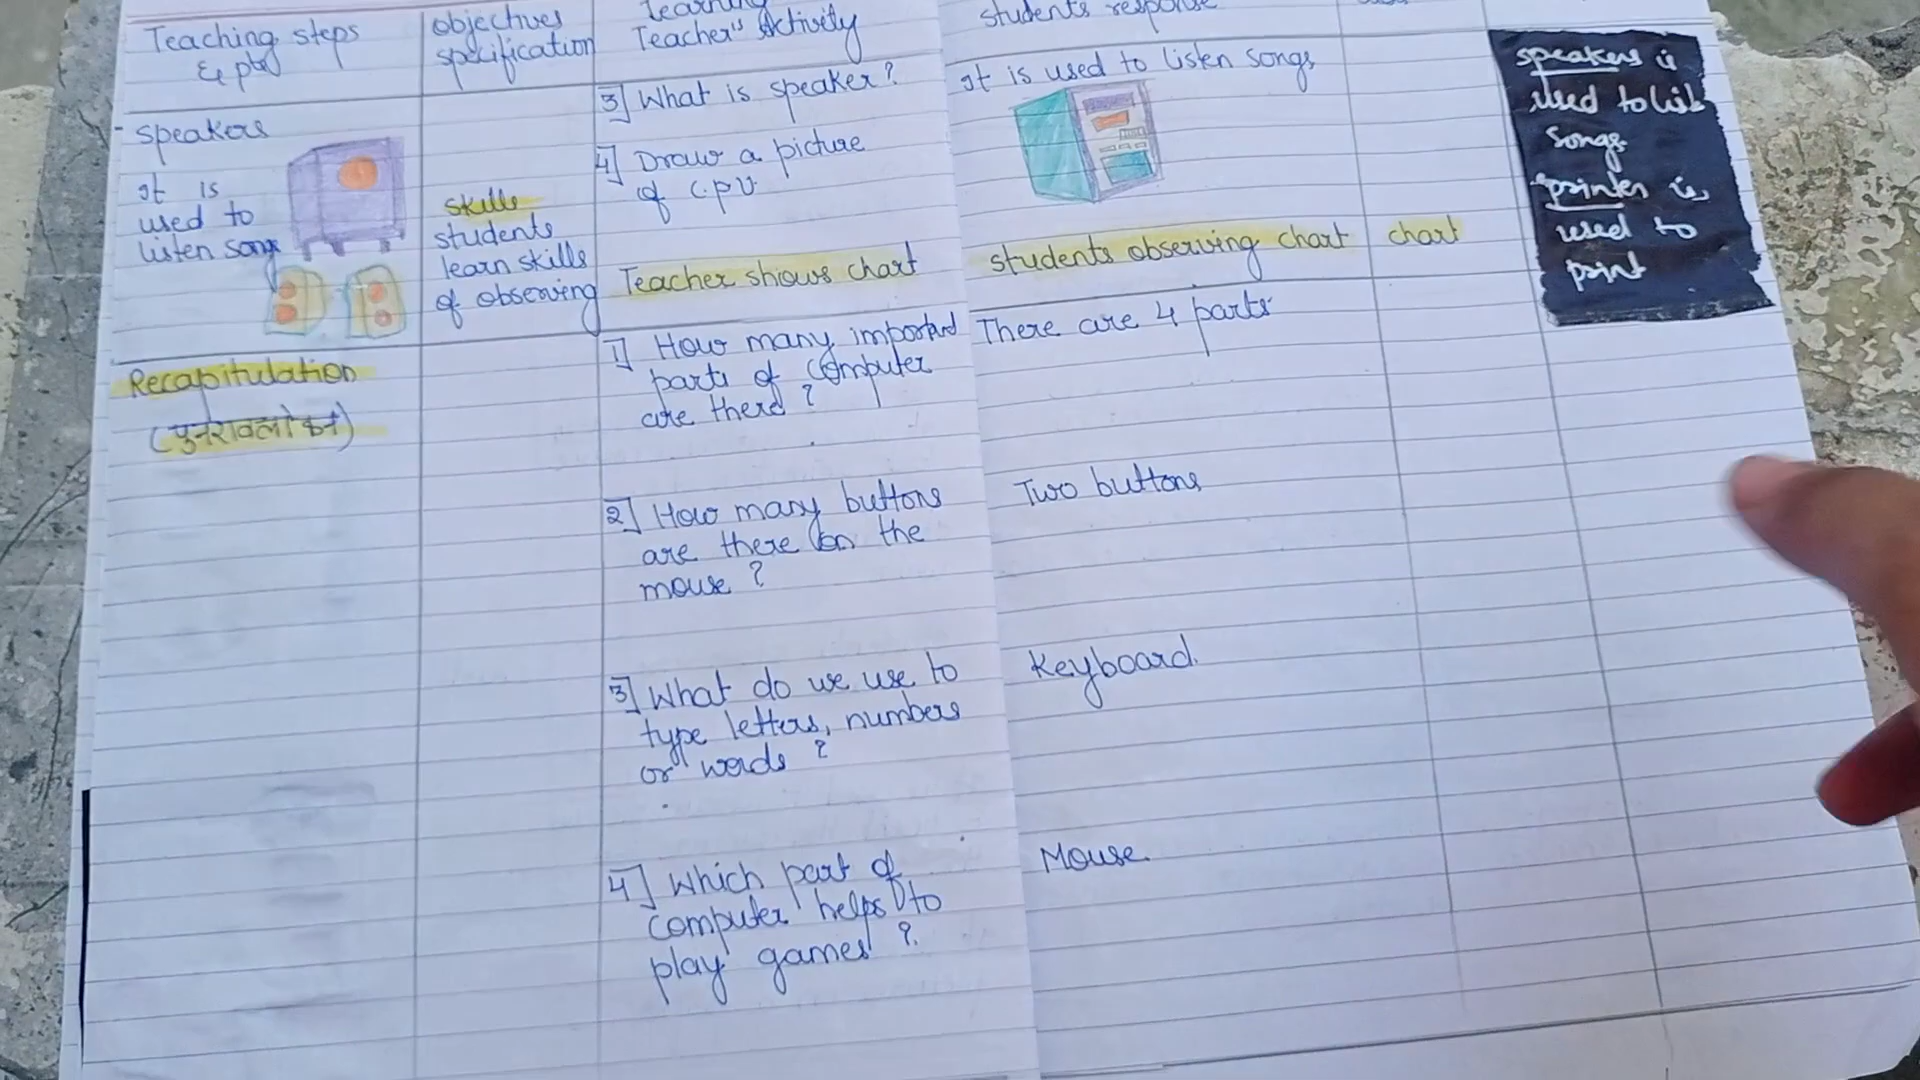 Teaching steps
& pts
objectives
specification
learning
Teacher's Activity
students response
speakers
It is
used to
listen song
skills
students
learn skills
of observing
3] What is speaker?
4] Draw a picture
of C.P.U.
Teacher shows chart
It is used to listen songs
students observing chart
chart
speakers is
used to list
songs
printer is
used to
print
Recapitulation
(पुनरावलोकन)
1] How many important
parts of computer
are there?
There are 4 parts
2] How many buttons
are there on the
mouse?
Two buttons
3] What do we use to
type letters, numbers
or words?
Keyboard.
4] Which part of
computer helps to
play games?
Mouse.